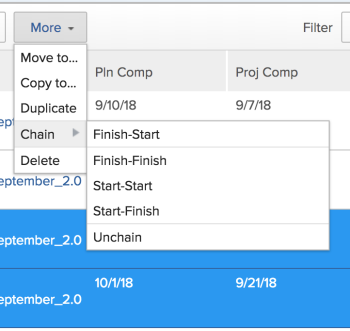 More
Filter
Move to...
Copy to...
Pln Comp
Proj Comp
Duplicate
9/10/18
9/7/18
ept
Chain
Finish-Start
Delete
Finish-Finish
eptember_2.0
Start-Start
Start-Finish
Unchain
eptember_2.0
10/1/18
9/21/18
eptember_2.0